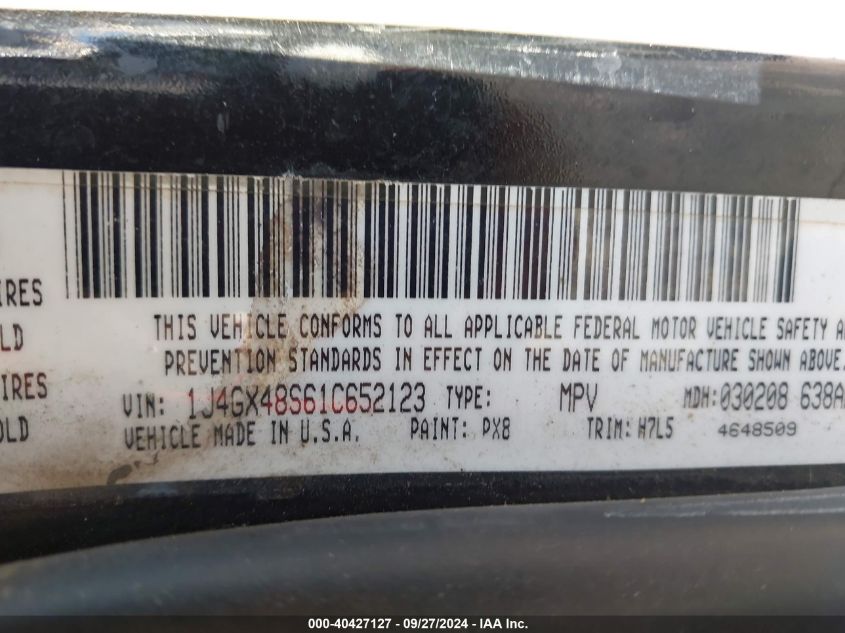 IRES
LD
IRES
OLD
THIS VEHICLE CONFORMS TO ALL APPLICABLE FEDERAL MOTOR VEHICLE SAFETY A
PREVENTION STANDARDS IN EFFECT ON THE DATE OF MANUFACTURE SHOWN ABOVE.
VIN: 1J4GX48S61C652123 TYPE: MPV MDH: 030208 638A
VEHICLE MADE IN U.S.A. PAINT: PX8 TRIM: H7L5 4648509
000-40427127 - 09/27/2024 - IAA Inc.